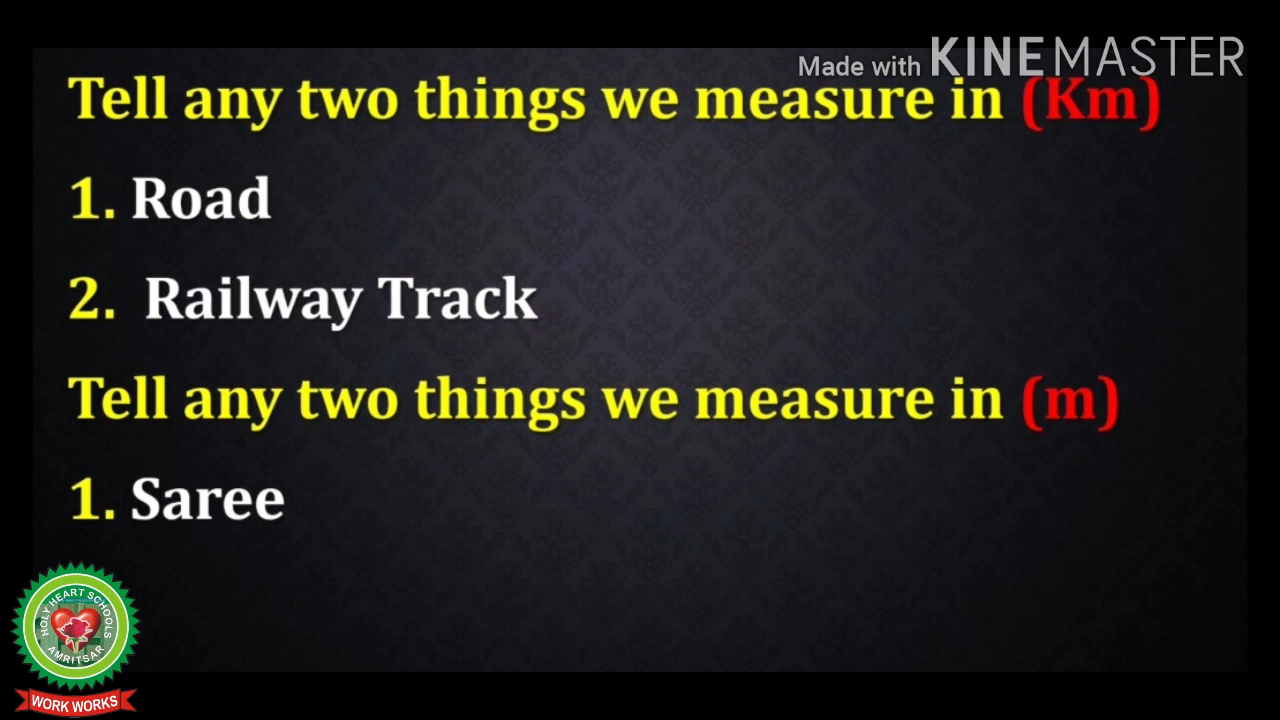 Made with KINEMASTER
Tell any two things we measure in (Km)
1. Road
2. Railway Track
Tell any two things we measure in (m)
1. Saree
HOLY HEART SCHOOLS
AMRITSAR
WORK WORKS